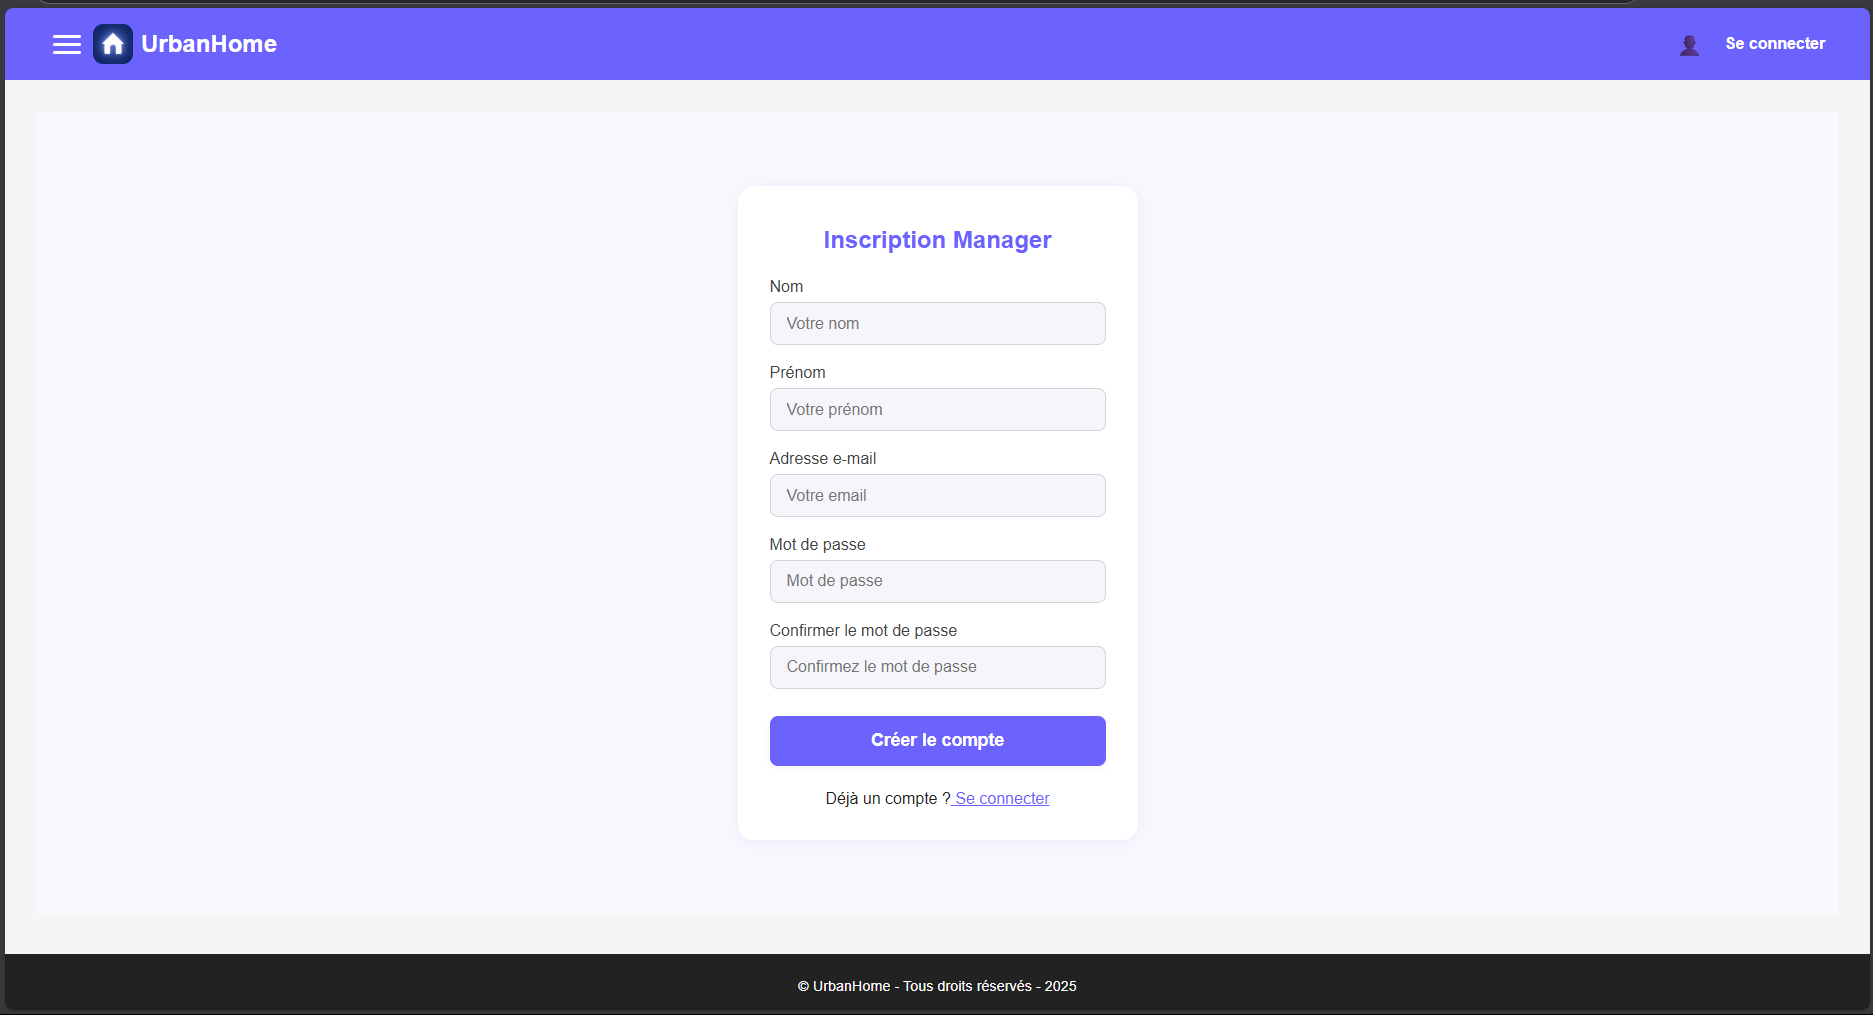 UrbanHome
Se connecter
Inscription Manager
Nom
Votre nom
Prénom
Votre prénom
Adresse e-mail
Votre email
Mot de passe
Mot de passe
Confirmer le mot de passe
Confirmez le mot de passe
Créer le compte
Déjà un compte ? Se connecter
© UrbanHome - Tous droits réservés - 2025